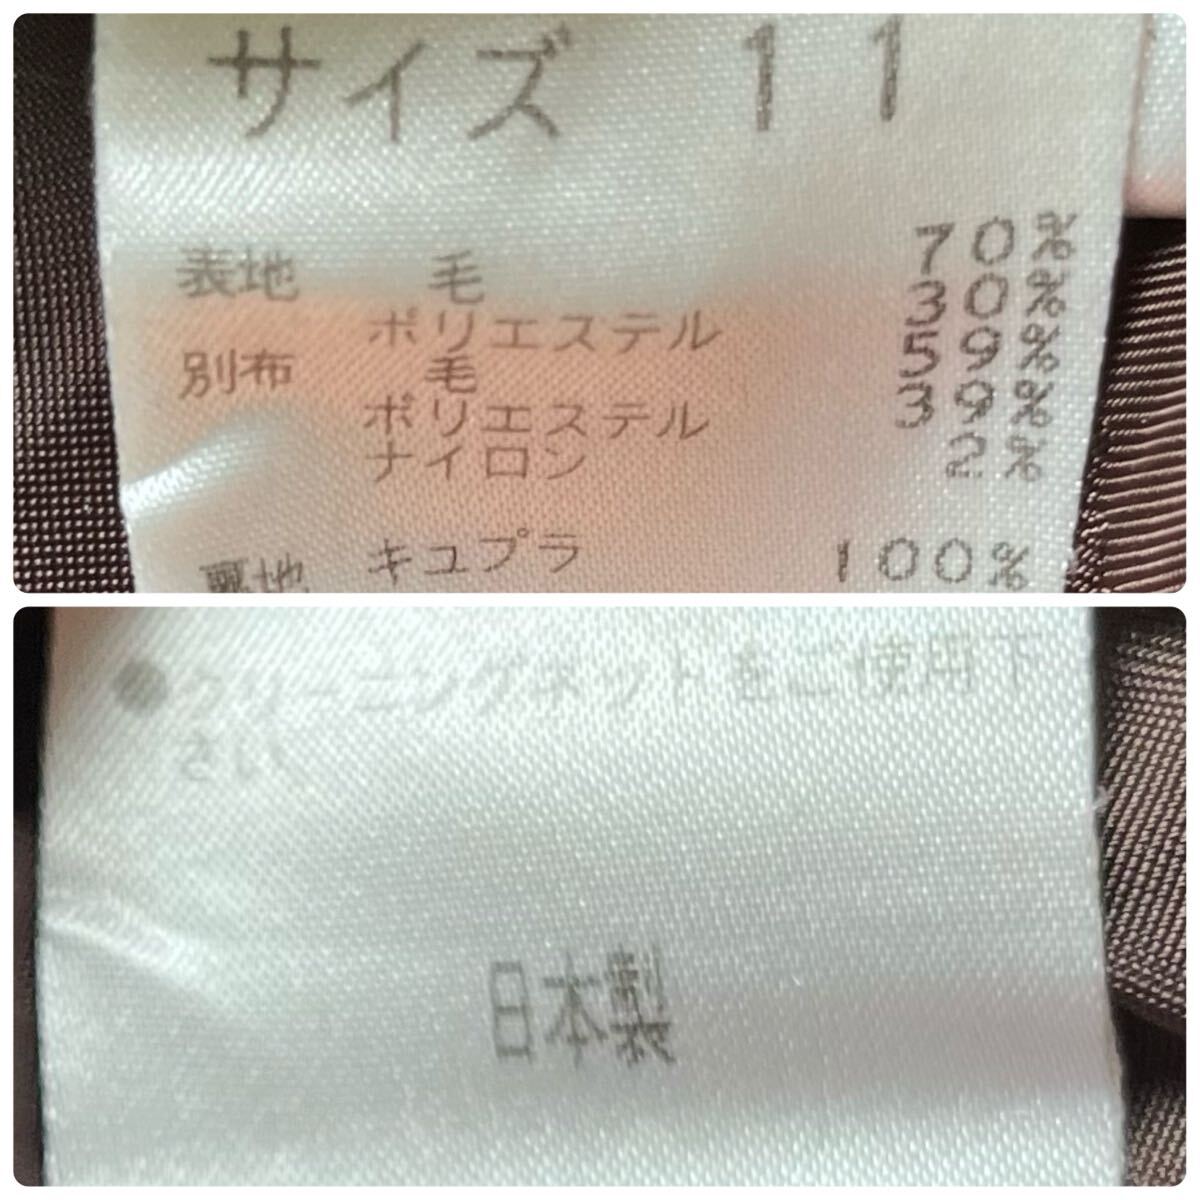 サイズ 11
表地 毛 70%
ポリエステル 30%
別布 毛 59%
ポリエステル 39%
ナイロン 2%
裏地 キュプラ 100%
●クリーニングネットをご使用下
さい
日本製